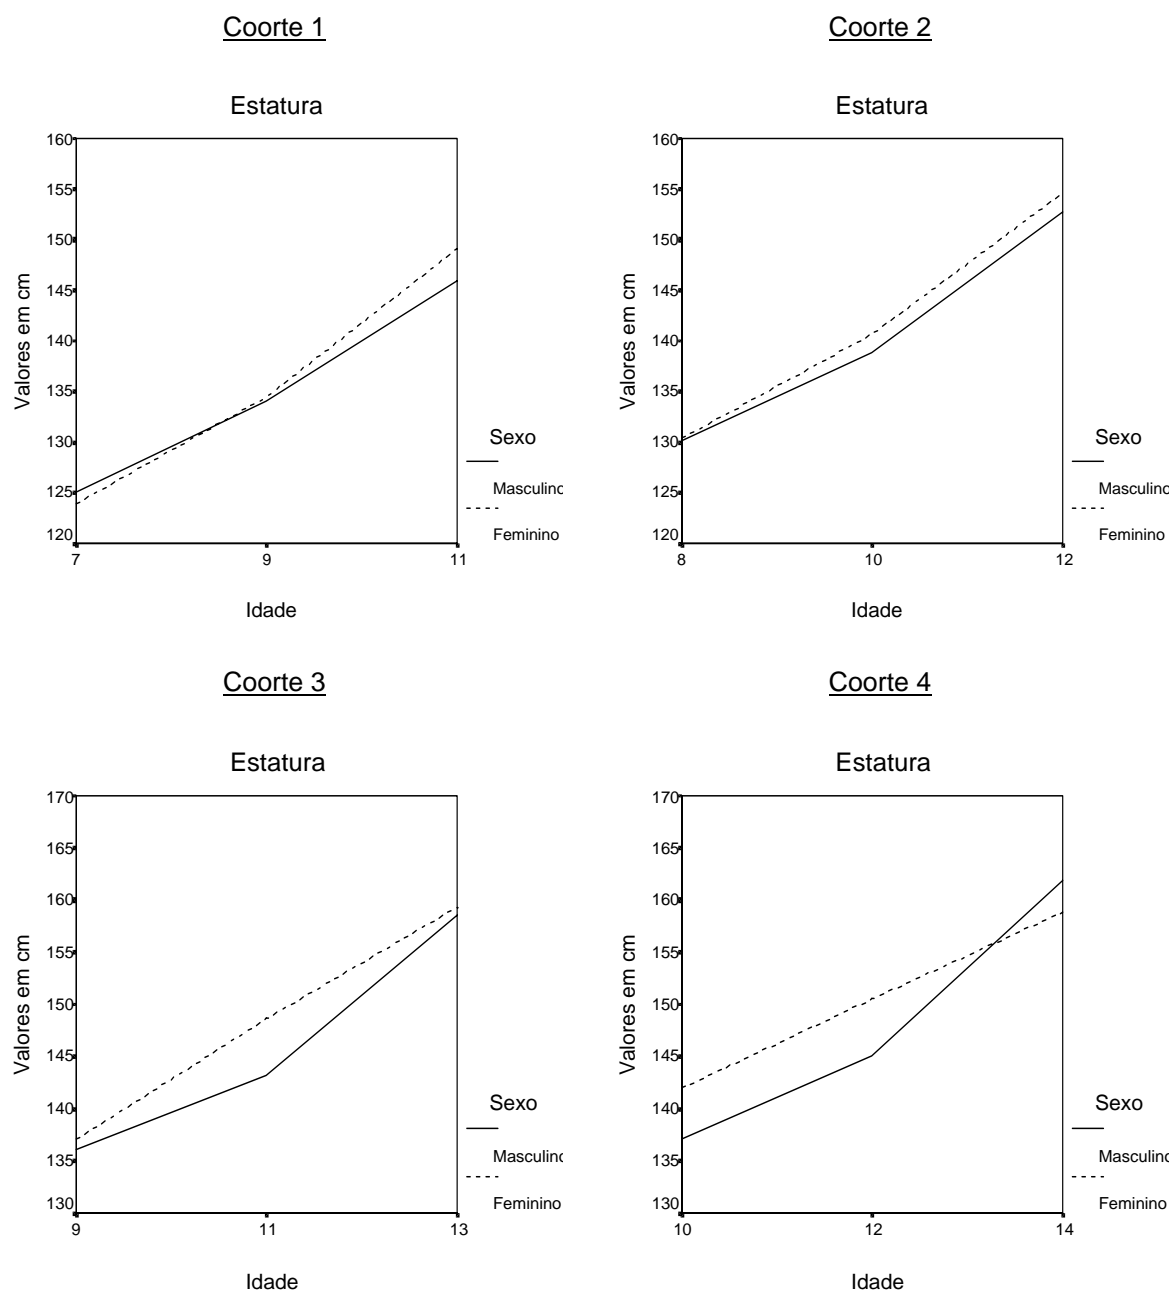 Coorte 1
Estatura
160
155
150
145
140
135
130
125
120
Valores em cm
7 9 11
Idade
Sexo
Masculino
Feminino
Coorte 2
Estatura
160
155
150
145
140
135
130
125
120
Valores em cm
8 10 12
Idade
Sexo
Masculino
Feminino
Coorte 3
Estatura
170
165
160
155
150
145
140
135
130
Valores em cm
9 11 13
Idade
Sexo
Masculino
Feminino
Coorte 4
Estatura
170
165
160
155
150
145
140
135
130
Valores em cm
10 12 14
Idade
Sexo
Masculino
Feminino